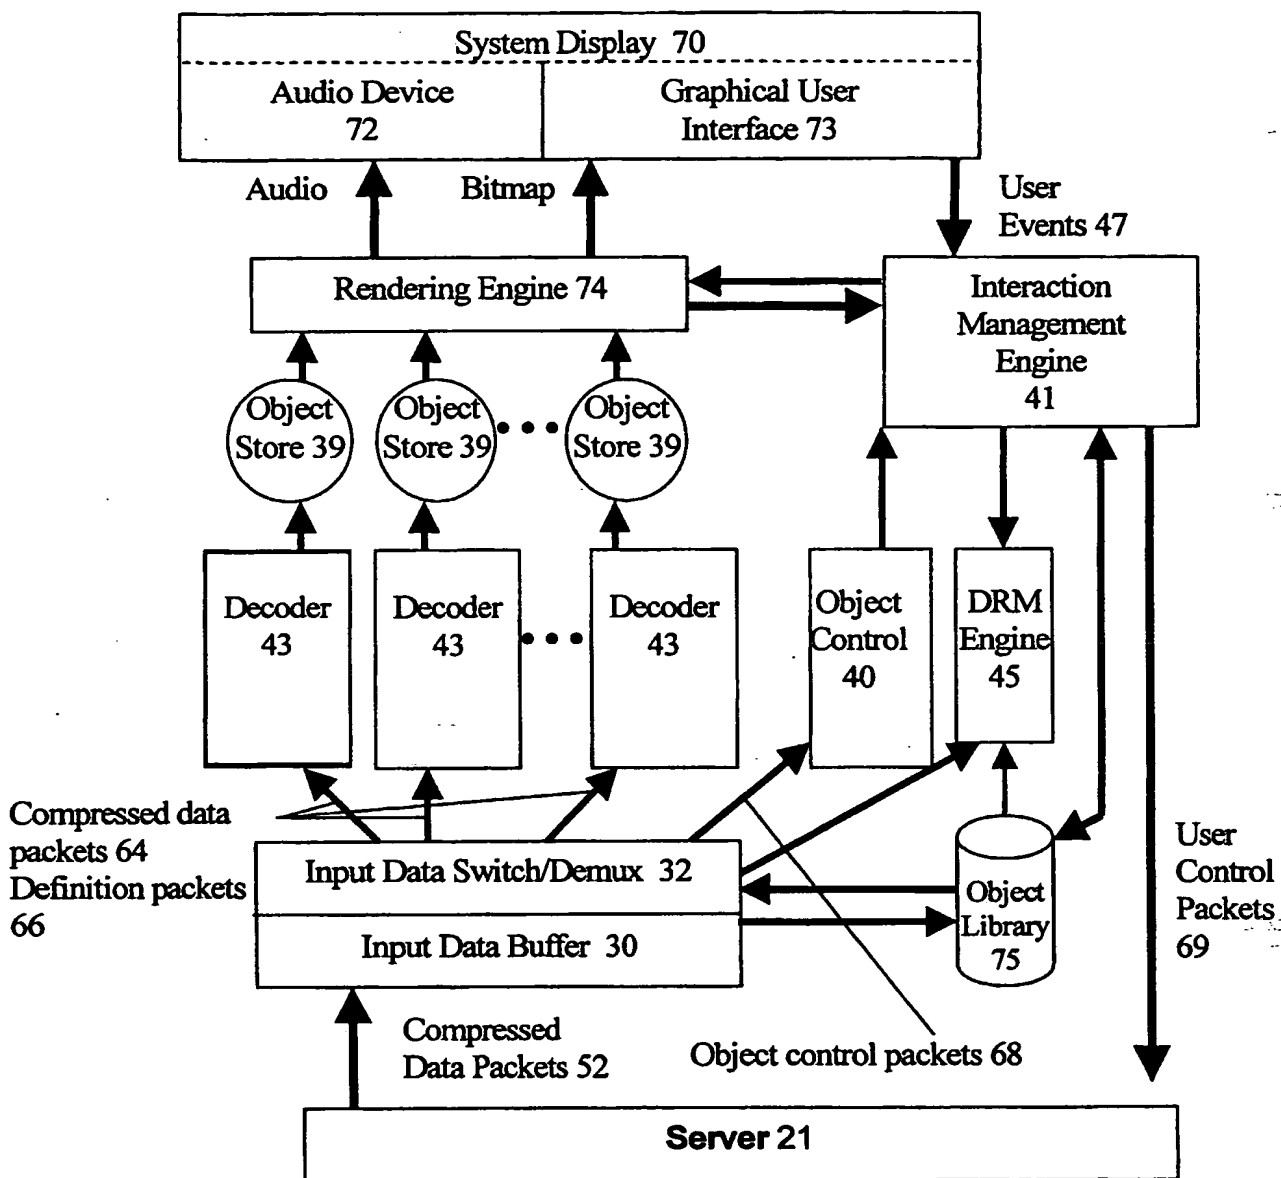 System Display 70
Audio Device
72
Graphical User
Interface 73
Audio
Bitmap
User
Events 47
Rendering Engine 74
Interaction
Management
Engine
41
Object
Store 39
Object
Store 39
Object
Store 39
Decoder
43
Decoder
43
Decoder
43
Object
Control
40
DRM
Engine
45
Compressed data
packets 64
Definition packets
66
Input Data Switch/Demux 32
Input Data Buffer 30
Object
Library
75
User
Control
Packets
69
Compressed
Data Packets 52
Object control packets 68
Server 21